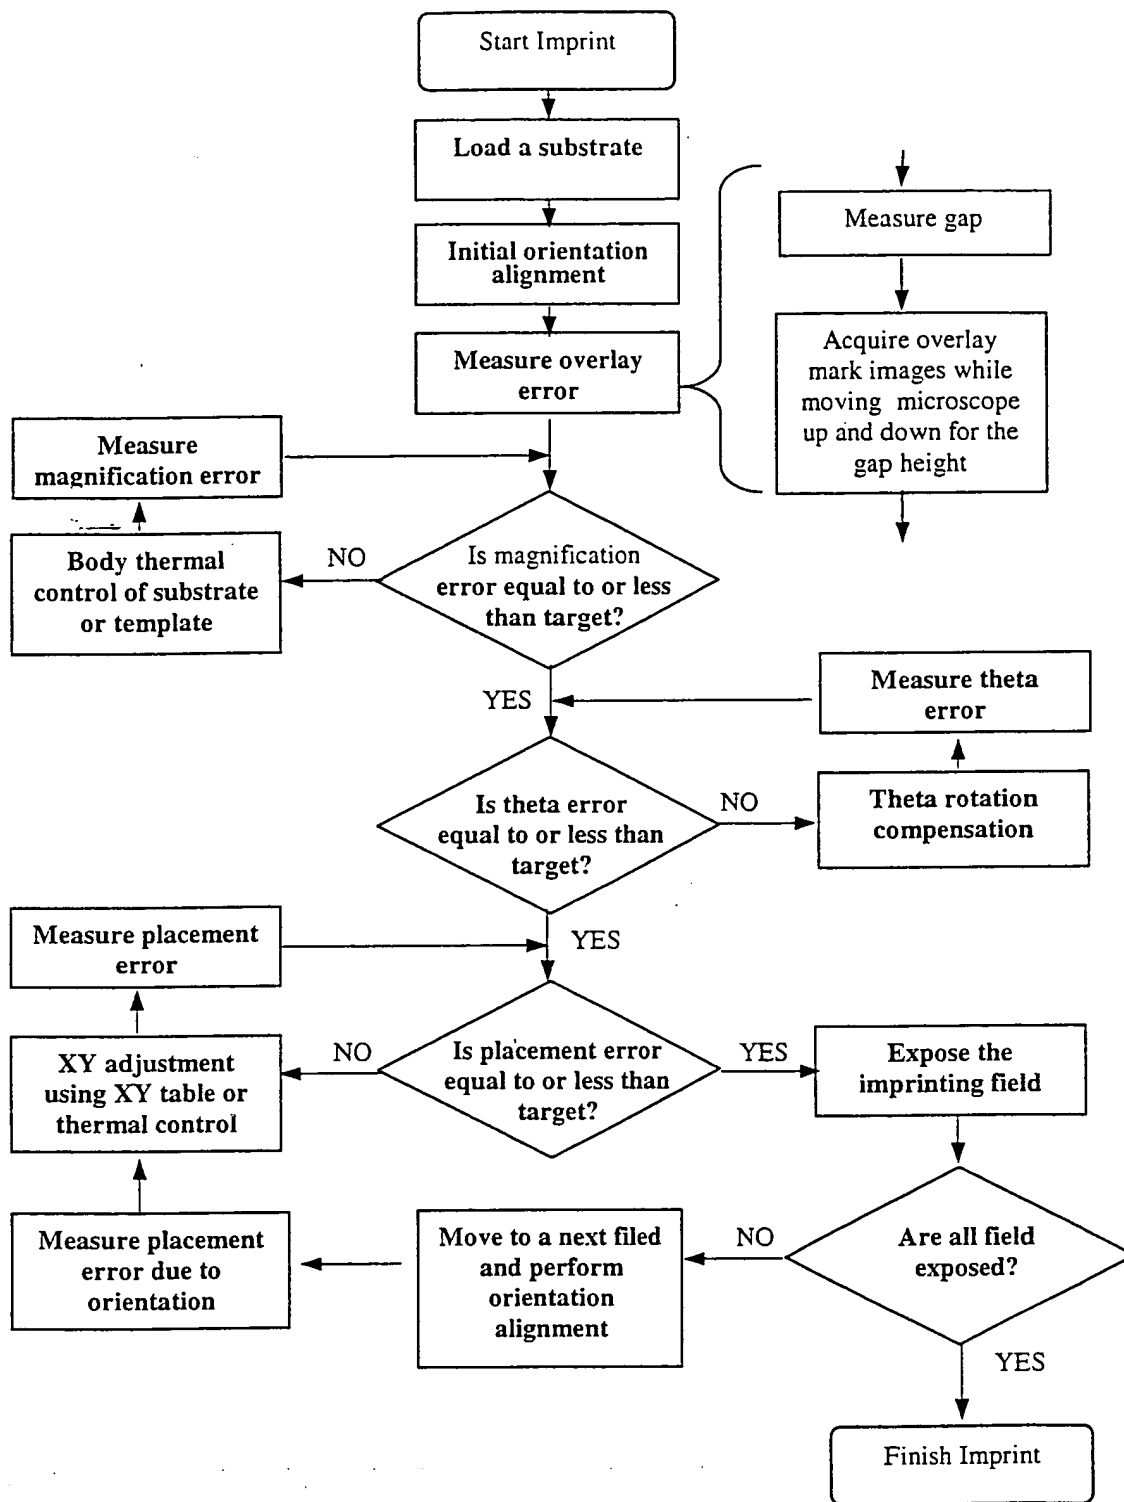 Start Imprint
Load a substrate
Initial orientation
alignment
Measure overlay
error
Measure gap
Acquire overlay
mark images while
moving microscope
up and down for the
gap height
Measure
magnification error
Body thermal
control of substrate
or template
NO
Is magnification
error equal to or less
than target?
YES
Measure theta
error
Is theta error
equal to or less than
target?
NO
Theta rotation
compensation
YES
Measure placement
error
XY adjustment
using XY table or
thermal control
NO
Is placement error
equal to or less than
target?
YES
Expose the
imprinting field
Measure placement
error due to
orientation
Move to a next filed
and perform
orientation
alignment
NO
Are all field
exposed?
YES
Finish Imprint